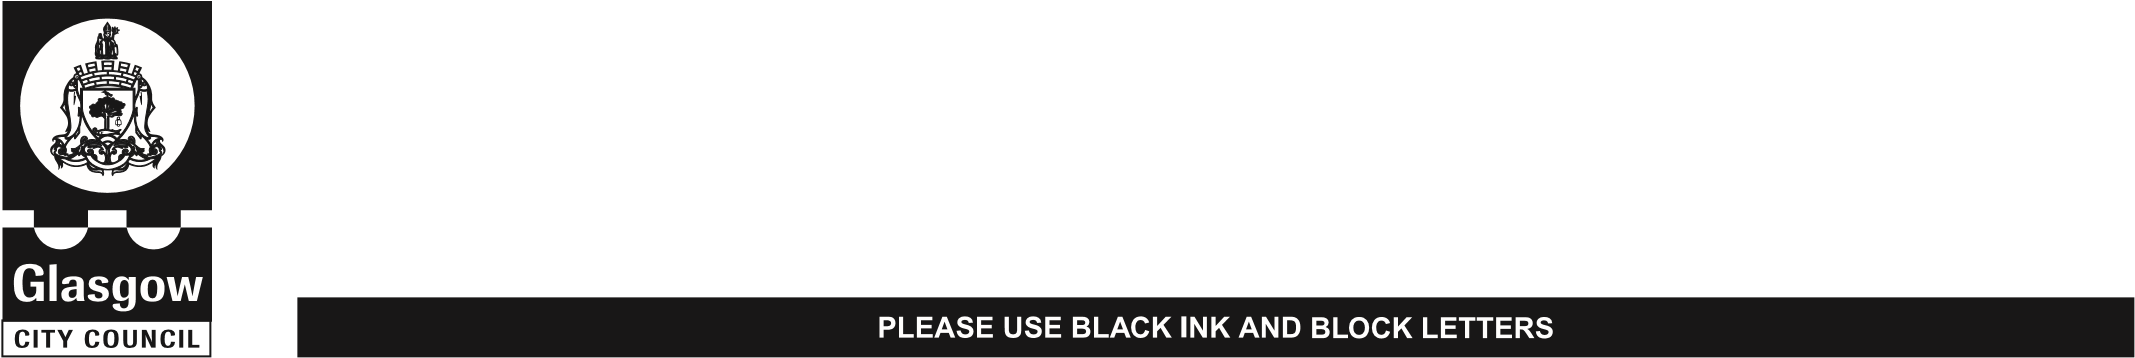 Glasgow
CITY COUNCIL
PLEASE USE BLACK INK AND BLOCK LETTERS